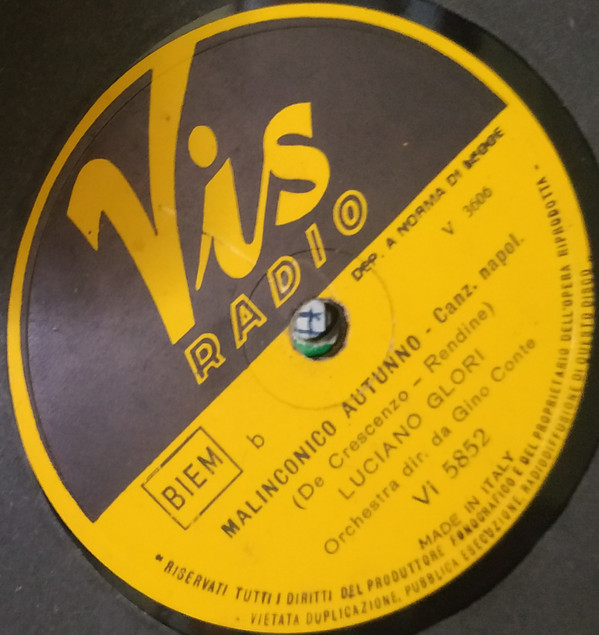 Vis
RADIO
DEP. A NORMA DI LEGGE
V 3606
BIEM
b
MALINCONICO AUTUNNO - Canz. napol.
(De Crescenzo - Rendine)
LUCIANO GLORI
Orchestra dir. da Gino Conte
Vi 5852
MADE IN ITALY
"RISERVATI TUTTI I DIRITTI DEL PRODUTTORE FONOGRAFICO E DEL PROPRIETARIO DELL'OPERA RIPRODOTTA"
VIETATA DUPLICAZIONE, PUBBLICA ESECUZIONE RADIODIFFUSIONE DI QUESTO DISCO